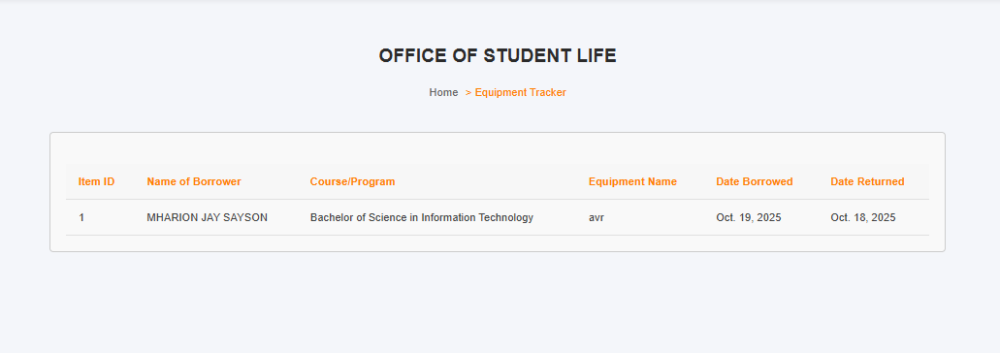 OFFICE OF STUDENT LIFE
Home > Equipment Tracker
Item ID Name of Borrower Course/Program Equipment Name Date Borrowed Date Returned
1 MHARION JAY SAYSON Bachelor of Science in Information Technology avr Oct. 19, 2025 Oct. 18, 2025